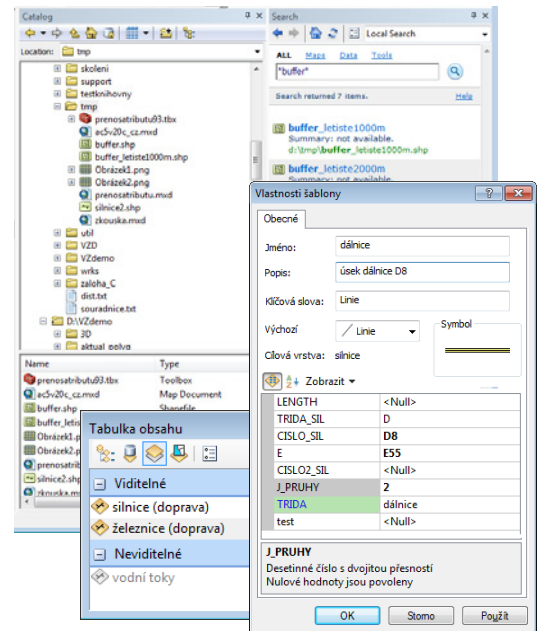 Catalog
Location: tmp
skoleni
support
testknihovny
tmp
prenosatributu93.tbx
ac5v20c_cz.mxd
buffer.shp
buffer_letiste1000m.shp
Obrázek1.png
Obrázek2.png
prenosatributu.mxd
silnice2.shp
zkouska.mxd
util
VZD
VZdemo
wrks
zaloha_C
dist.txt
souradnice.txt
D:\VZdemo
3D
aktual_polya
Name Type
prenosatributu93.tbx Toolbox
ac5v20c_cz.mxd Map Document
buffer.shp Shapefile
buffer_letis
Obrázek1.p
Obrázek2.p
prenosatrib
silnice2.shp
zkouska.mx
Search
Local Search
ALL Maps Data Tools
"buffer"
Search returned 7 items. Help
buffer_letiste1000m
Summary: not available.
d:\tmp\buffer_letiste1000m.shp
buffer_letiste2000m
Summary: not available.
Vlastnosti šablony
Obecné
Jméno: dálnice
Popis: úsek dálnice D8
Klíčová slova: Linie
Výchozí Linie
Symbol
Cílová vrstva: silnice
Zobrazit
LENGTH <Null>
TRIDA_SIL D
CISLO_SIL D8
E E55
CISLO2_SIL <Null>
J_PRUHY 2
TRIDA dálnice
test <Null>
J_PRUHY
Desetinné číslo s dvojitou přesností
Nulové hodnoty jsou povoleny
OK Storno Použít
Tabulka obsahu
Viditelné
silnice (doprava)
železnice (doprava)
Neviditelné
vodní toky